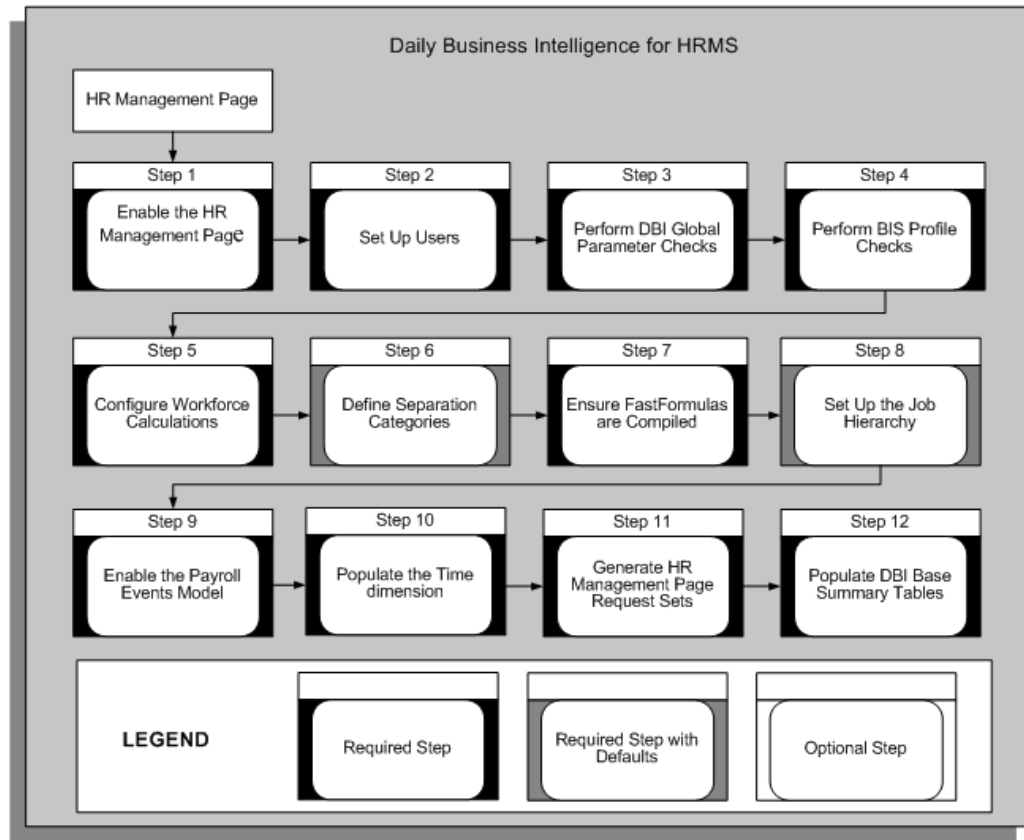 Daily Business Intelligence for HRMS
HR Management Page
Step 1
Enable the HR
Management Page
Step 2
Set Up Users
Step 3
Perform DBI Global
Parameter Checks
Step 4
Perform BIS Profile
Checks
Step 5
Configure Workforce
Calculations
Step 6
Define Separation
Categories
Step 7
Ensure FastFormulas
are Compiled
Step 8
Set Up the Job
Hierarchy
Step 9
Enable the Payroll
Events Model
Step 10
Populate the Time
dimension
Step 11
Generate HR
Management Page
Request Sets
Step 12
Populate DBI Base
Summary Tables
LEGEND
Required Step
Required Step with
Defaults
Optional Step